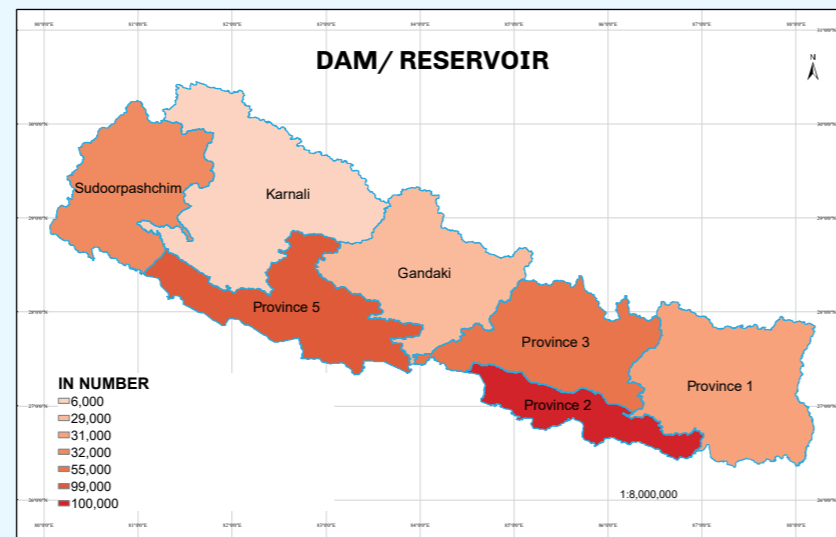 DAM/ RESERVOIR
N
Sudoorpashchim
Karnali
Gandaki
Province 5
Province 3
Province 1
Province 2
IN NUMBER
6,000
29,000
31,000
32,000
55,000
99,000
100,000
1:8,000,000